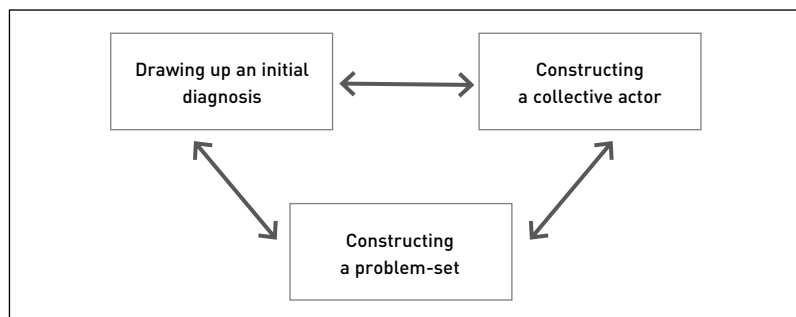 Drawing up an initial
diagnosis
Constructing
a collective actor
Constructing
a problem-set